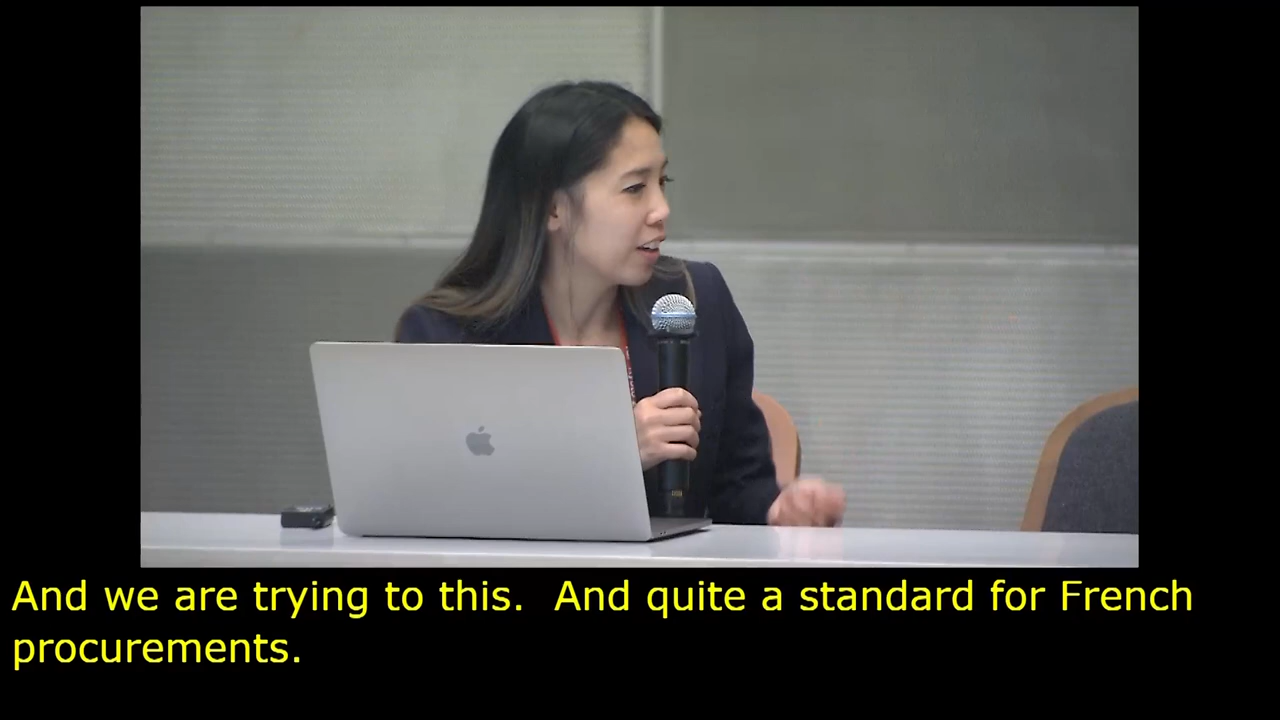 And we are trying to this.  And quite a standard for French
procurements.